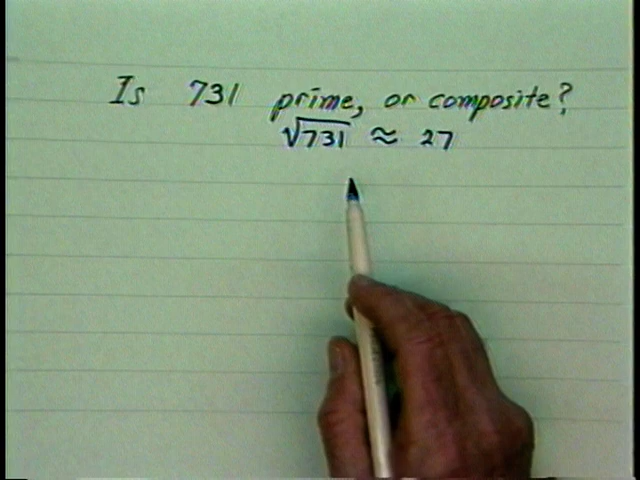 Is 731 prime, or composite?
√731 ≈ 27